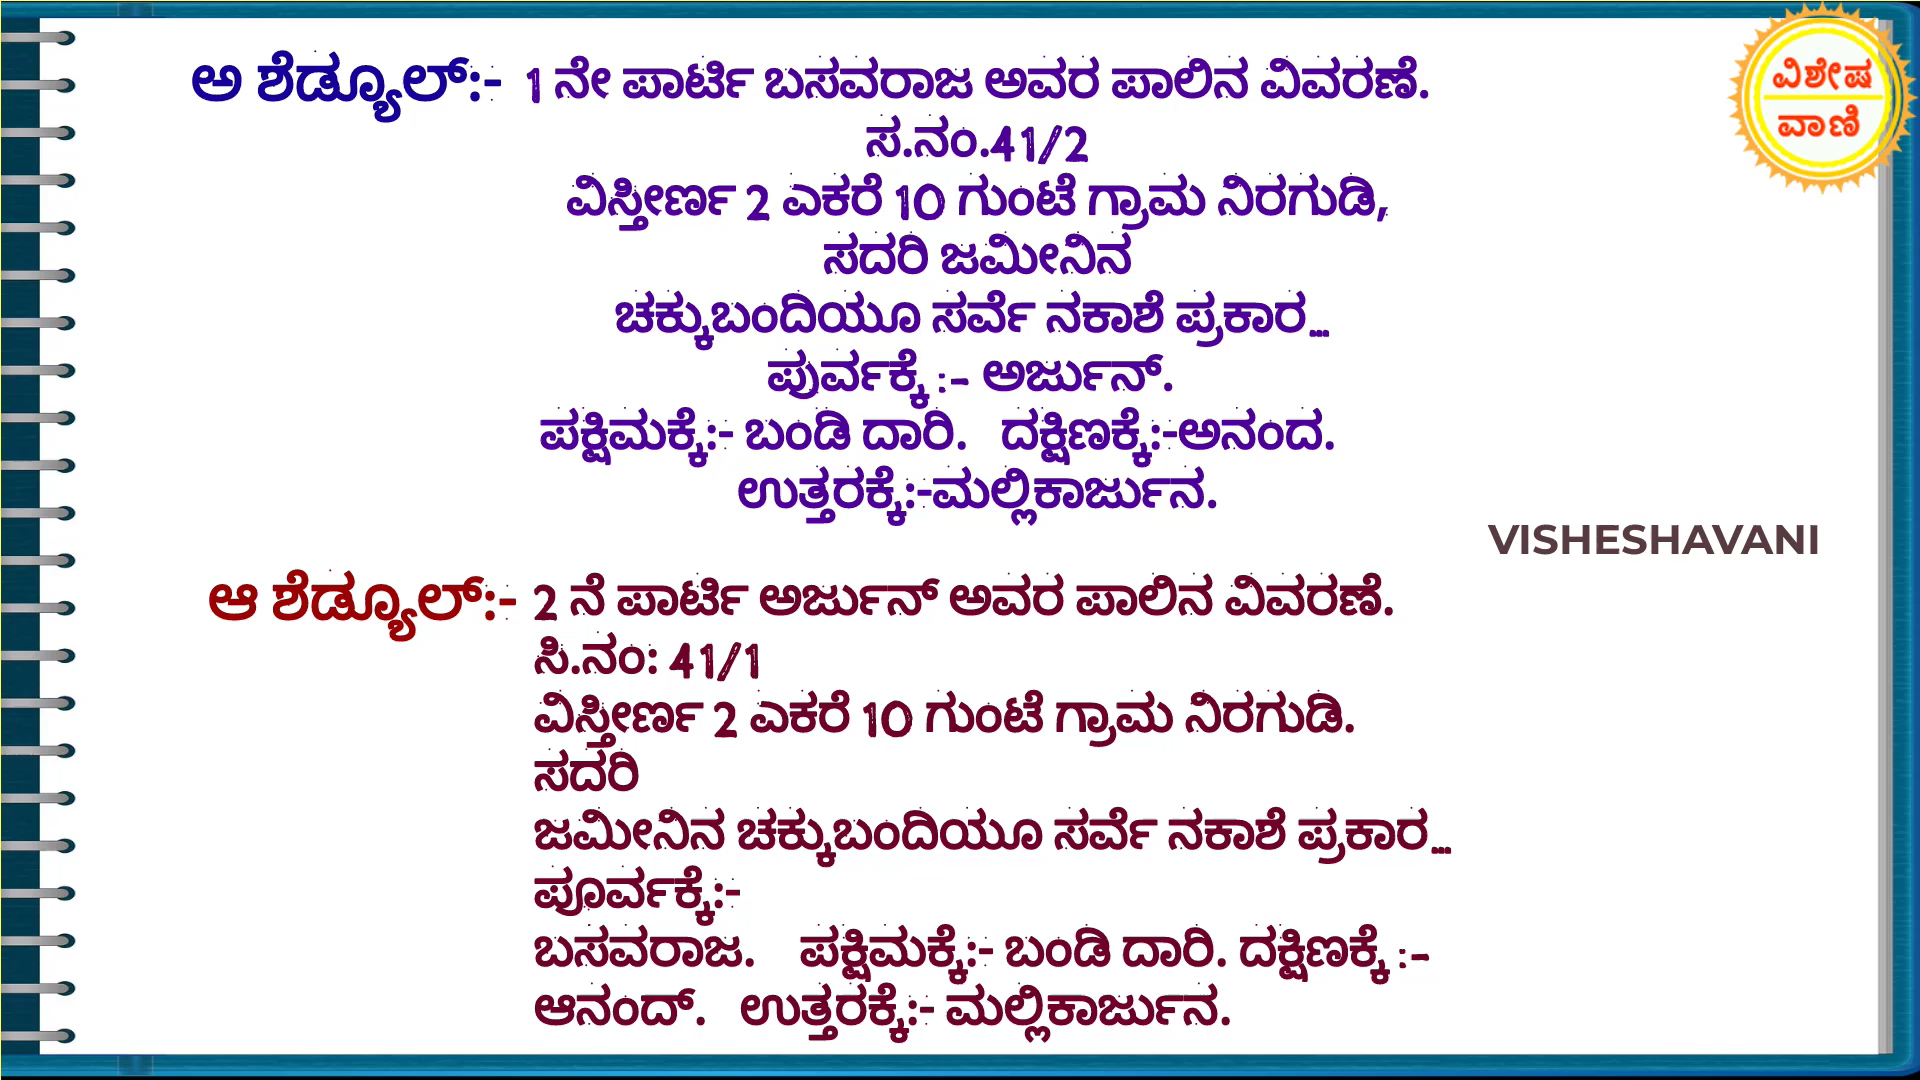 ವಿಶೇಷ
ವಾಣಿ
ಅ ಶೆಡ್ಯೂಲ್:- 1 ನೇ ಪಾರ್ಟಿ ಬಸವರಾಜ ಅವರ ಪಾಲಿನ ವಿವರಣೆ.
ಸ.ನಂ.41/2
ವಿಸ್ತೀರ್ಣ 2 ಎಕರೆ 10 ಗುಂಟೆ ಗ್ರಾಮ ನಿರಗುಡಿ,
ಸದರಿ ಜಮೀನಿನ
ಚಕ್ಕುಬಂದಿಯೂ ಸರ್ವೆ ನಕಾಶೆ ಪ್ರಕಾರ...
ಪುರ್ವಕ್ಕೆ :- ಅರ್ಜುನ್.
ಪಕ್ಷಿಮಕ್ಕೆ:- ಬಂಡಿ ದಾರಿ. ದಕ್ಷಿಣಕ್ಕೆ:-ಅನಂದ.
ಉತ್ತರಕ್ಕೆ:-ಮಲ್ಲಿಕಾರ್ಜುನ.
VISHESHAVANI
ಆ ಶೆಡ್ಯೂಲ್:- 2 ನೆ ಪಾರ್ಟಿ ಅರ್ಜುನ್ ಅವರ ಪಾಲಿನ ವಿವರಣೆ.
ಸಿ.ನಂ: 41/1
ವಿಸ್ತೀರ್ಣ 2 ಎಕರೆ 10 ಗುಂಟೆ ಗ್ರಾಮ ನಿರಗುಡಿ.
ಸದರಿ
ಜಮೀನಿನ ಚಕ್ಕುಬಂದಿಯೂ ಸರ್ವೆ ನಕಾಶೆ ಪ್ರಕಾರ...
ಪೂರ್ವಕ್ಕೆ:-
ಬಸವರಾಜ. ಪಕ್ಷಿಮಕ್ಕೆ:- ಬಂಡಿ ದಾರಿ. ದಕ್ಷಿಣಕ್ಕೆ :-
ಆನಂದ್. ಉತ್ತರಕ್ಕೆ:- ಮಲ್ಲಿಕಾರ್ಜುನ.